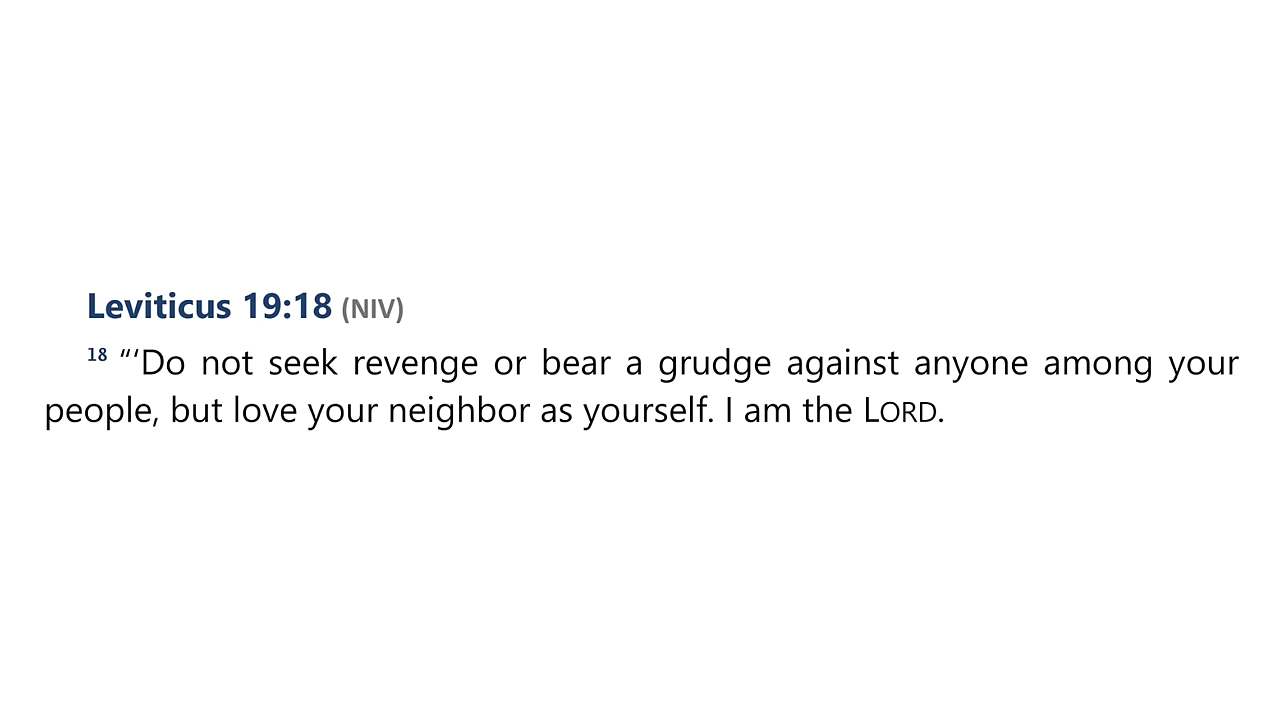 Leviticus 19:18 (NIV)
18 “‘Do not seek revenge or bear a grudge against anyone among your
people, but love your neighbor as yourself. I am the LORD.